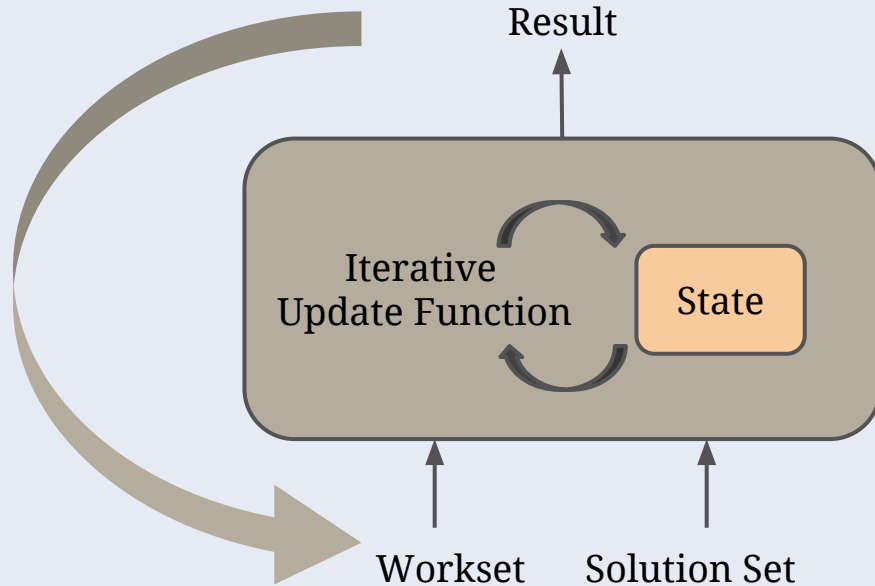 Result
Iterative
Update Function
State
Workset
Solution Set